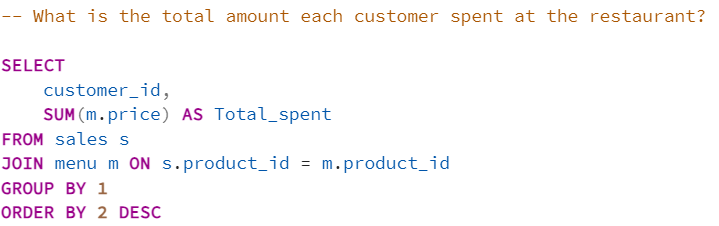 -- What is the total amount each customer spent at the restaurant?
SELECT
    customer_id,
    SUM(m.price) AS Total_spent
FROM sales s
JOIN menu m ON s.product_id = m.product_id
GROUP BY 1
ORDER BY 2 DESC